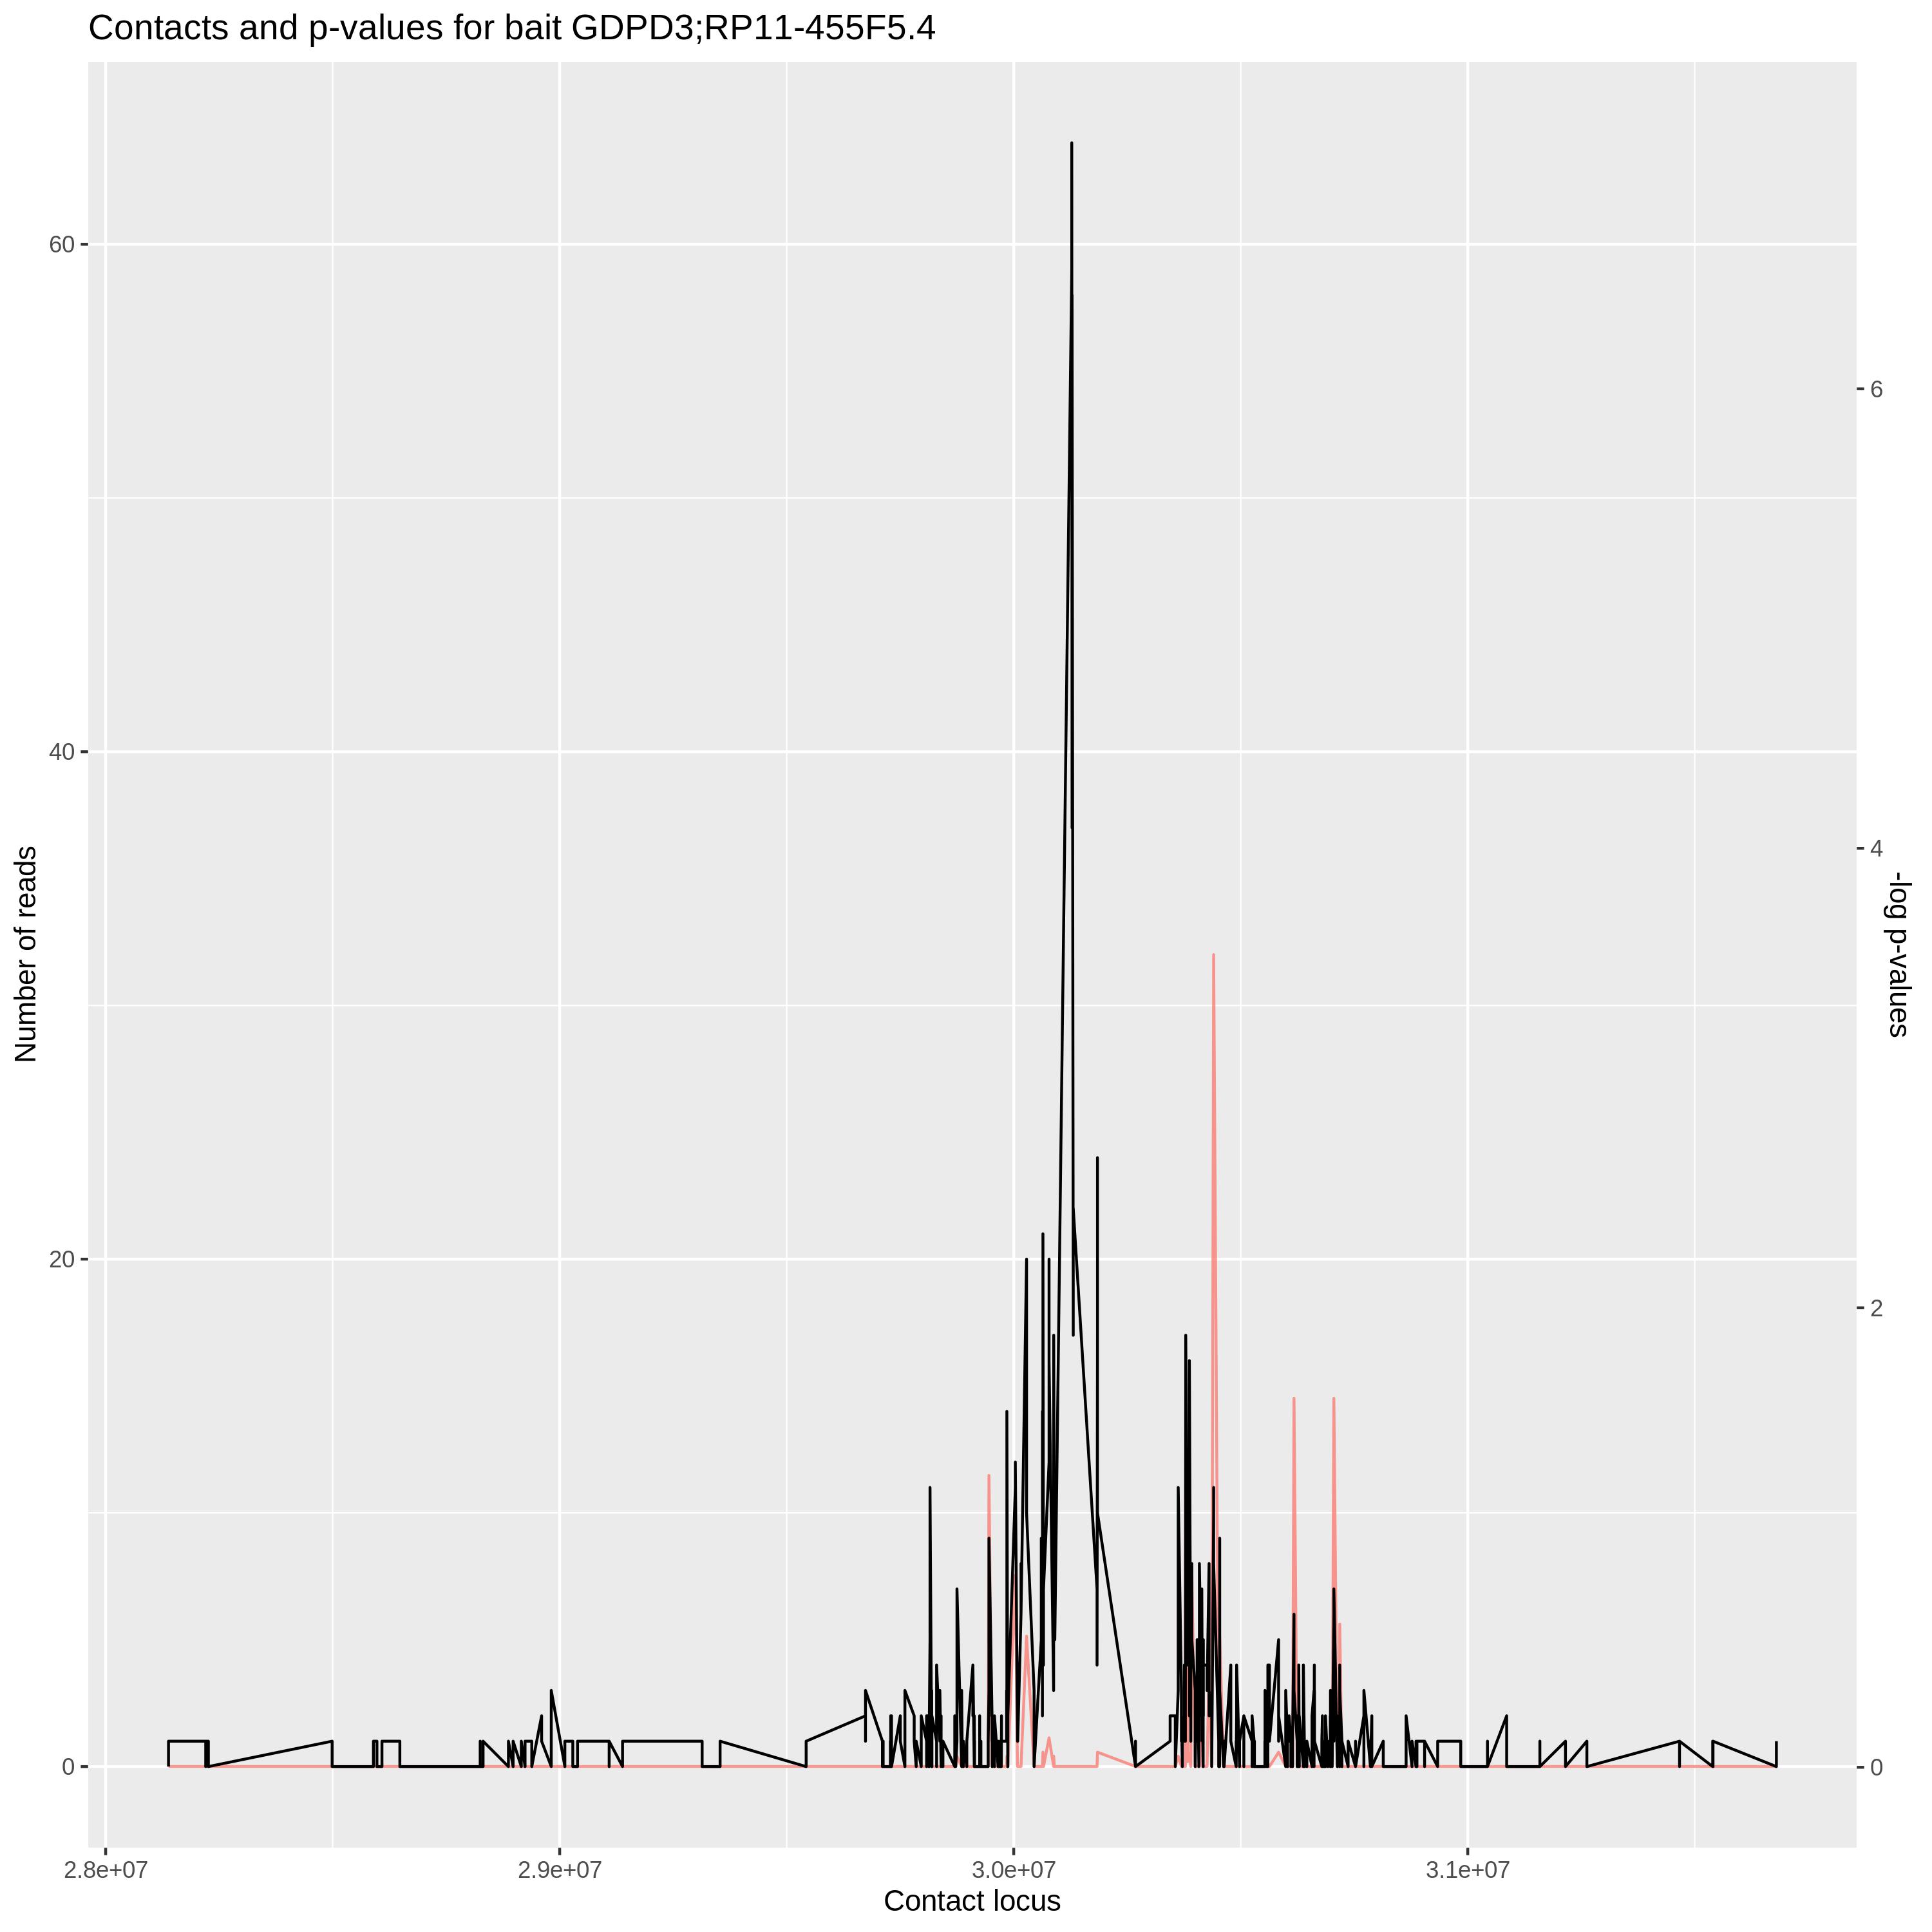 Contacts and p-values for bait GDPD3;RP11-455F5.4
60
40
20
0
6
4
2
0
Number of reads
-log p-values
2.8e+07 2.9e+07 3.0e+07 3.1e+07
Contact locus